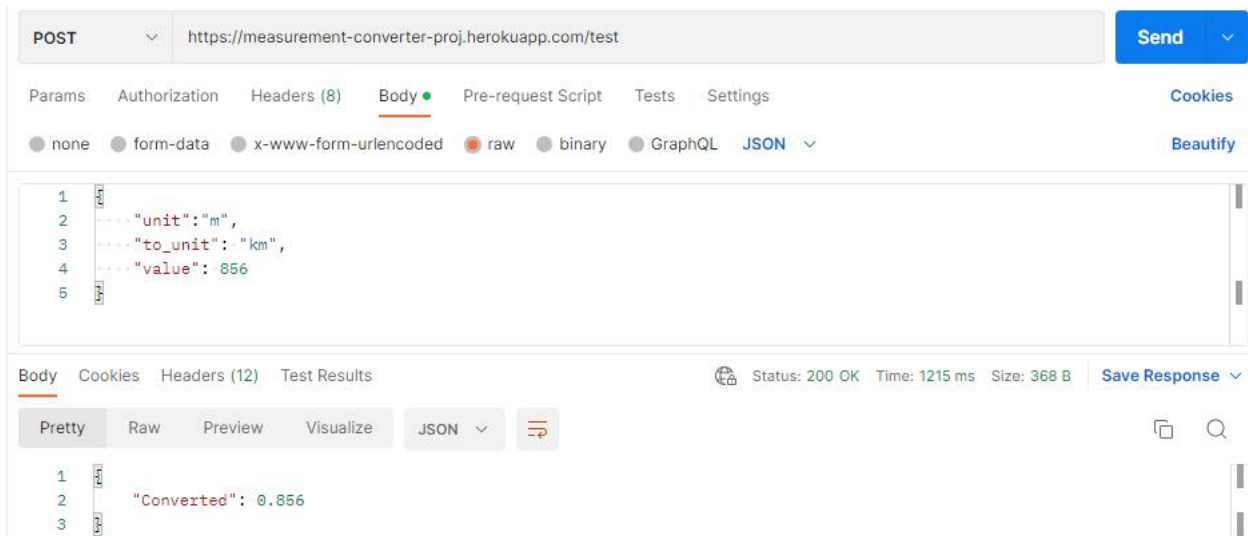 POST https://measurement-converter-proj.herokuapp.com/test Send
Params Authorization Headers (8) Body Pre-request Script Tests Settings Cookies
none form-data x-www-form-urlencoded raw binary GraphQL JSON Beautify
1 {
2 "unit":"m",
3 "to_unit": "km",
4 "value": 856
5 }
Body Cookies Headers (12) Test Results Status: 200 OK Time: 1215 ms Size: 368 B Save Response
Pretty Raw Preview Visualize JSON
1 {
2 "Converted": 0.856
3 }